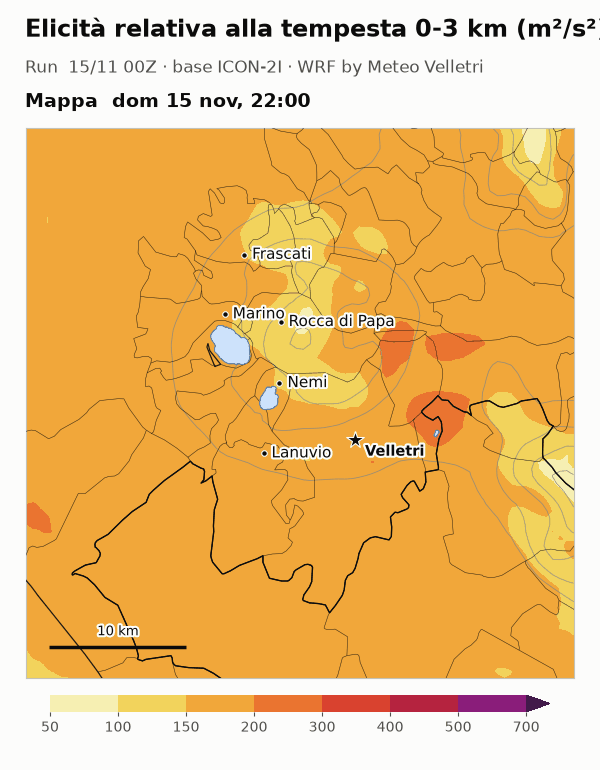 Elicità relativa alla tempesta 0-3 km (m²/s²)
Run  15/11 00Z · base ICON-2I · WRF by Meteo Velletri
Mappa  dom 15 nov, 22:00
Frascati
Marino
Rocca di Papa
Nemi
Velletri
Lanuvio
10 km
50 100 150 200 300 400 500 700